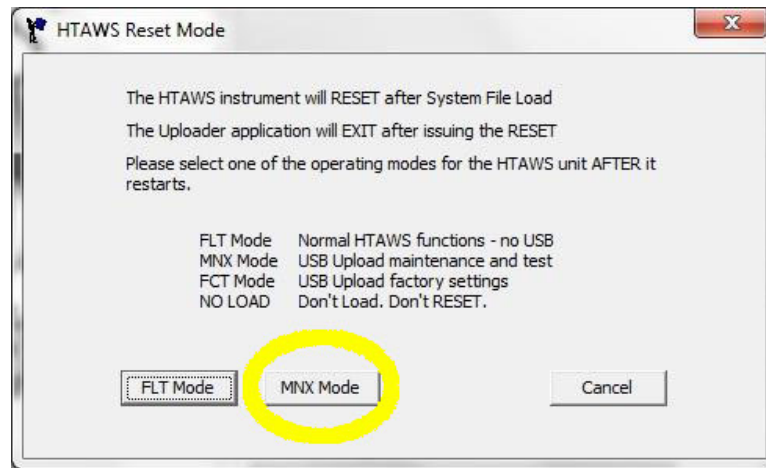 HTAWS Reset Mode
The HTAWS instrument will RESET after System File Load
The Uploader application will EXIT after issuing the RESET
Please select one of the operating modes for the HTAWS unit AFTER it
restarts.
FLT Mode Normal HTAWS functions - no USB
MNX Mode USB Upload maintenance and test
FCT Mode USB Upload factory settings
NO LOAD Don't Load. Don't RESET.
FLT Mode MNX Mode Cancel